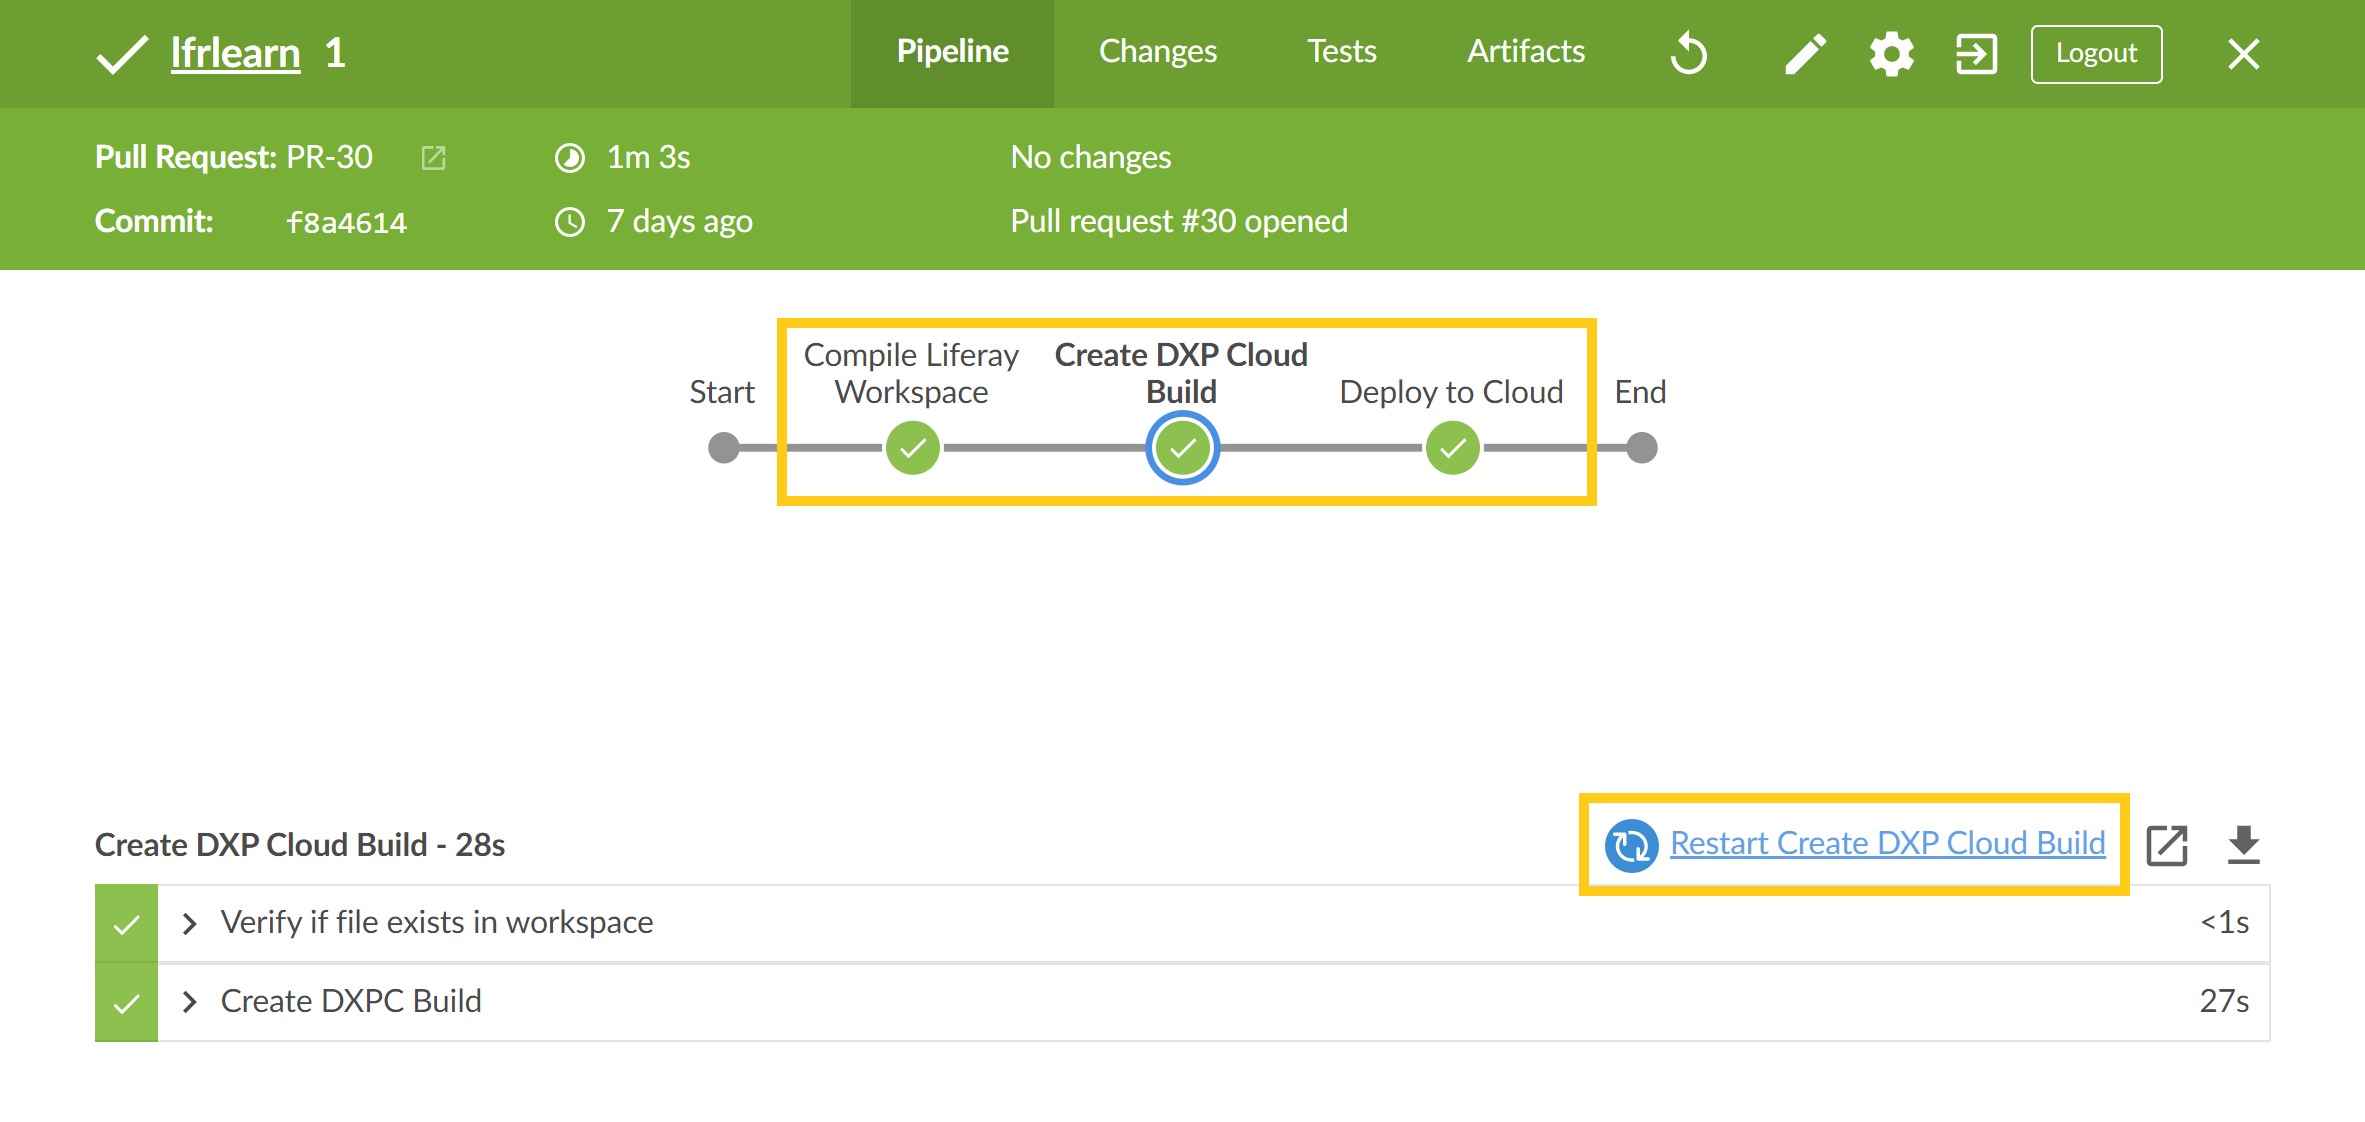 lfrlearn 1
Pipeline
Changes
Tests
Artifacts
Logout
Pull Request: PR-30
1m 3s
No changes
Commit: f8a4614
7 days ago
Pull request #30 opened
Start
Compile Liferay
Workspace
Create DXP Cloud
Build
Deploy to Cloud
End
Create DXP Cloud Build - 28s
Restart Create DXP Cloud Build
Verify if file exists in workspace
<1s
Create DXPC Build
27s